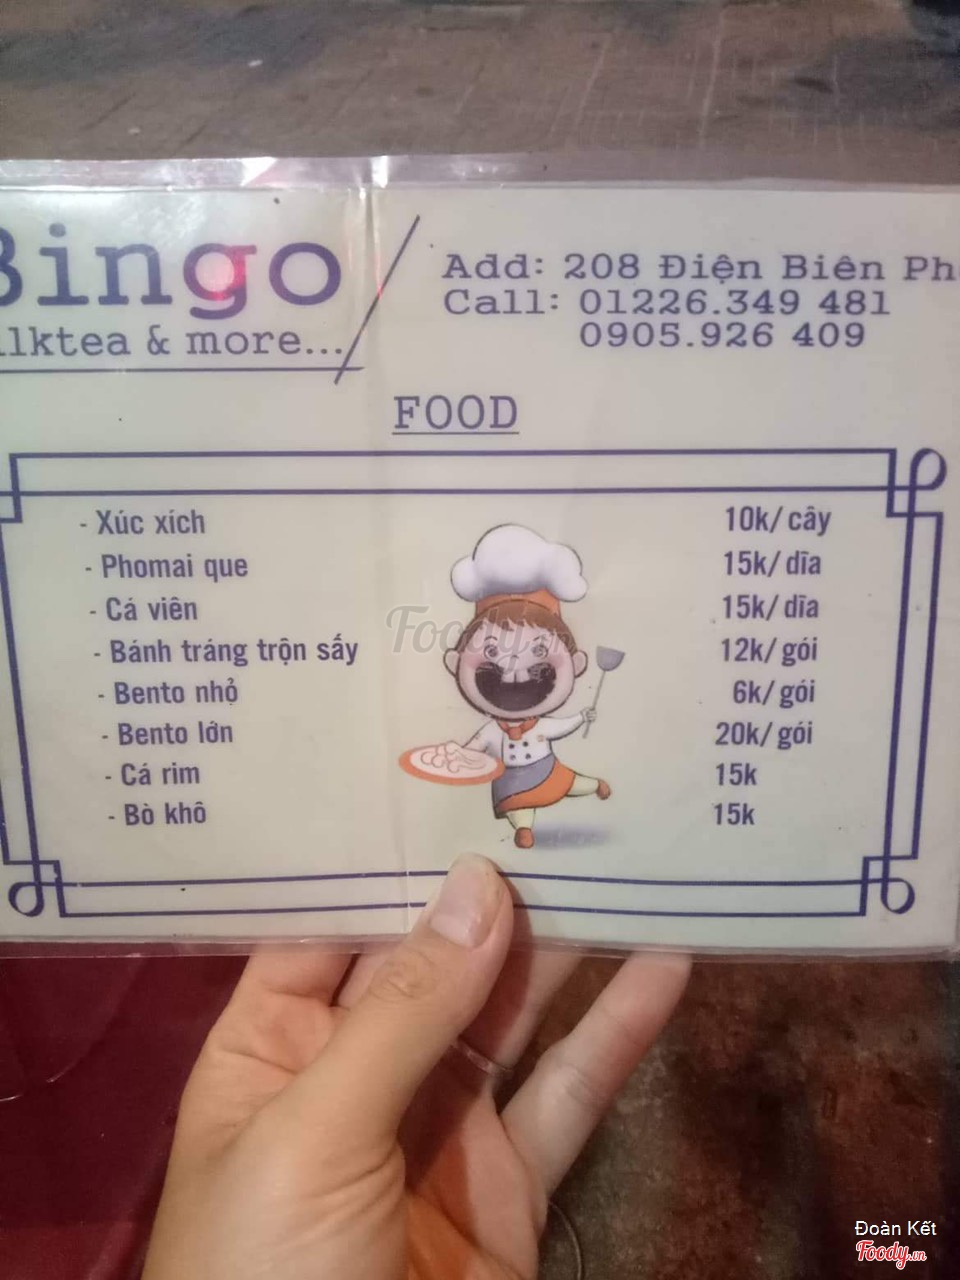 Bingo
lktea & more...
Add: 208 Điện Biên Ph
Call: 01226.349 481
0905.926 409
FOOD
- Xúc xích 10k/cây
- Phomai que 15k/dĩa
- Cá viên 15k/dĩa
- Bánh tráng trộn sấy 12k/gói
- Bento nhỏ 6k/gói
- Bento lớn 20k/gói
- Cá rim 15k
- Bò khô 15k
Foody.vn
Đoàn Kết
Foody.vn